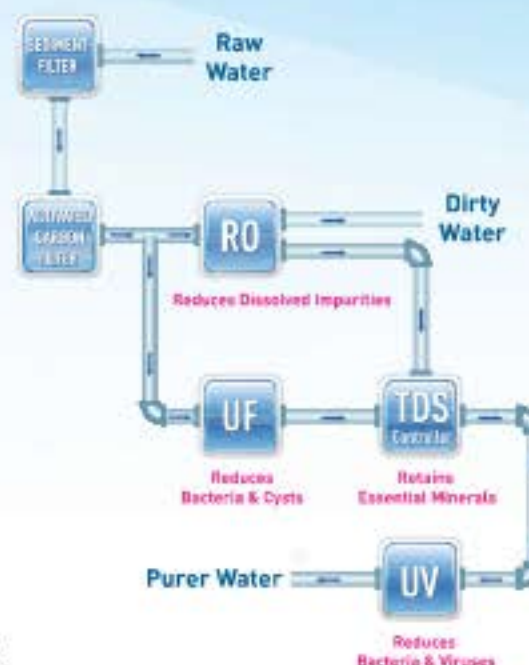 SEDIMENT
FILTER
Raw
Water
ACTIVATED
CARBON
FILTER
RO
Dirty
Water
Reduces Dissolved Impurities
UF
TDS
Controller
Reduces
Bacteria & Cysts
Retains
Essential Minerals
Purer Water
UV
Reduces
Bacteria & Viruses